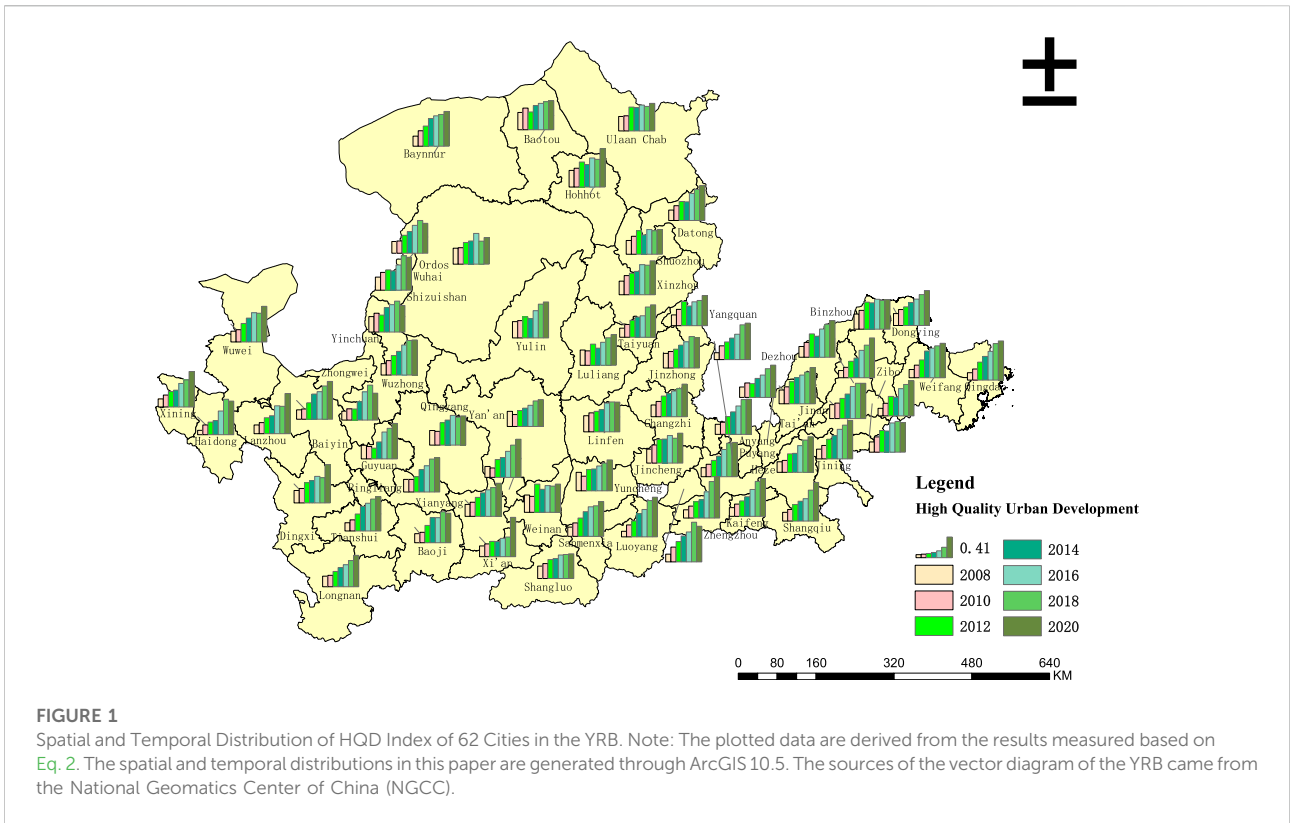 Baotou
Ulaan Chab
Baynnur
Hohhot
Datong
Shuozhou
Ordos
Wuhai
Xinzhou
Shizuishan
Yangquan
Binzhou
Dongying
Yinchuan
Yulin
Taiyuan
Wuwei
Luliang
Jinzhong
Dezhou
Zibo
Weifang
Qingdao
Zhongwei
Wuzhong
Xining
Qingyang
Yan'an
Changzhi
Jinan
Tai'an
Haidong
Lanzhou
Baiyin
Linfen
Anyang
Puyang
Guyuan
Jincheng
Heze
Jining
Pingliang
Xianyang
Yuncheng
Dingxi
Tianshui
Baoji
Weinan
Sanmenxia
Luoyang
Zhengzhou
Kaifeng
Shangqiu
Xi'an
Longnan
Shangluo
Legend
High Quality Urban Development
0.41
2014
2008
2016
2010
2018
2012
2020
0 80 160 320 480 640
KM
FIGURE 1
Spatial and Temporal Distribution of HQD Index of 62 Cities in the YRB. Note: The plotted data are derived from the results measured based on
Eq. 2. The spatial and temporal distributions in this paper are generated through ArcGIS 10.5. The sources of the vector diagram of the YRB came from
the National Geomatics Center of China (NGCC).